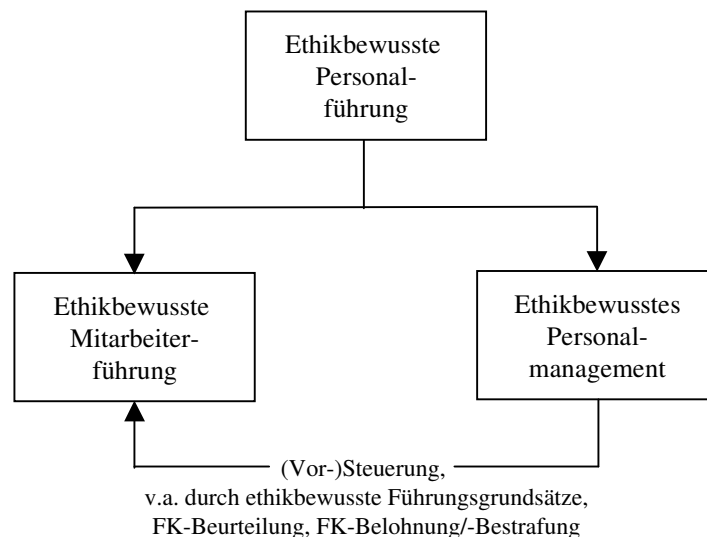 Ethikbewusste
Personal-
führung
Ethikbewusste
Mitarbeiter-
führung
Ethikbewusstes
Personal-
management
(Vor-)Steuerung,
v.a. durch ethikbewusste Führungsgrundsätze,
FK-Beurteilung, FK-Belohnung/-Bestrafung